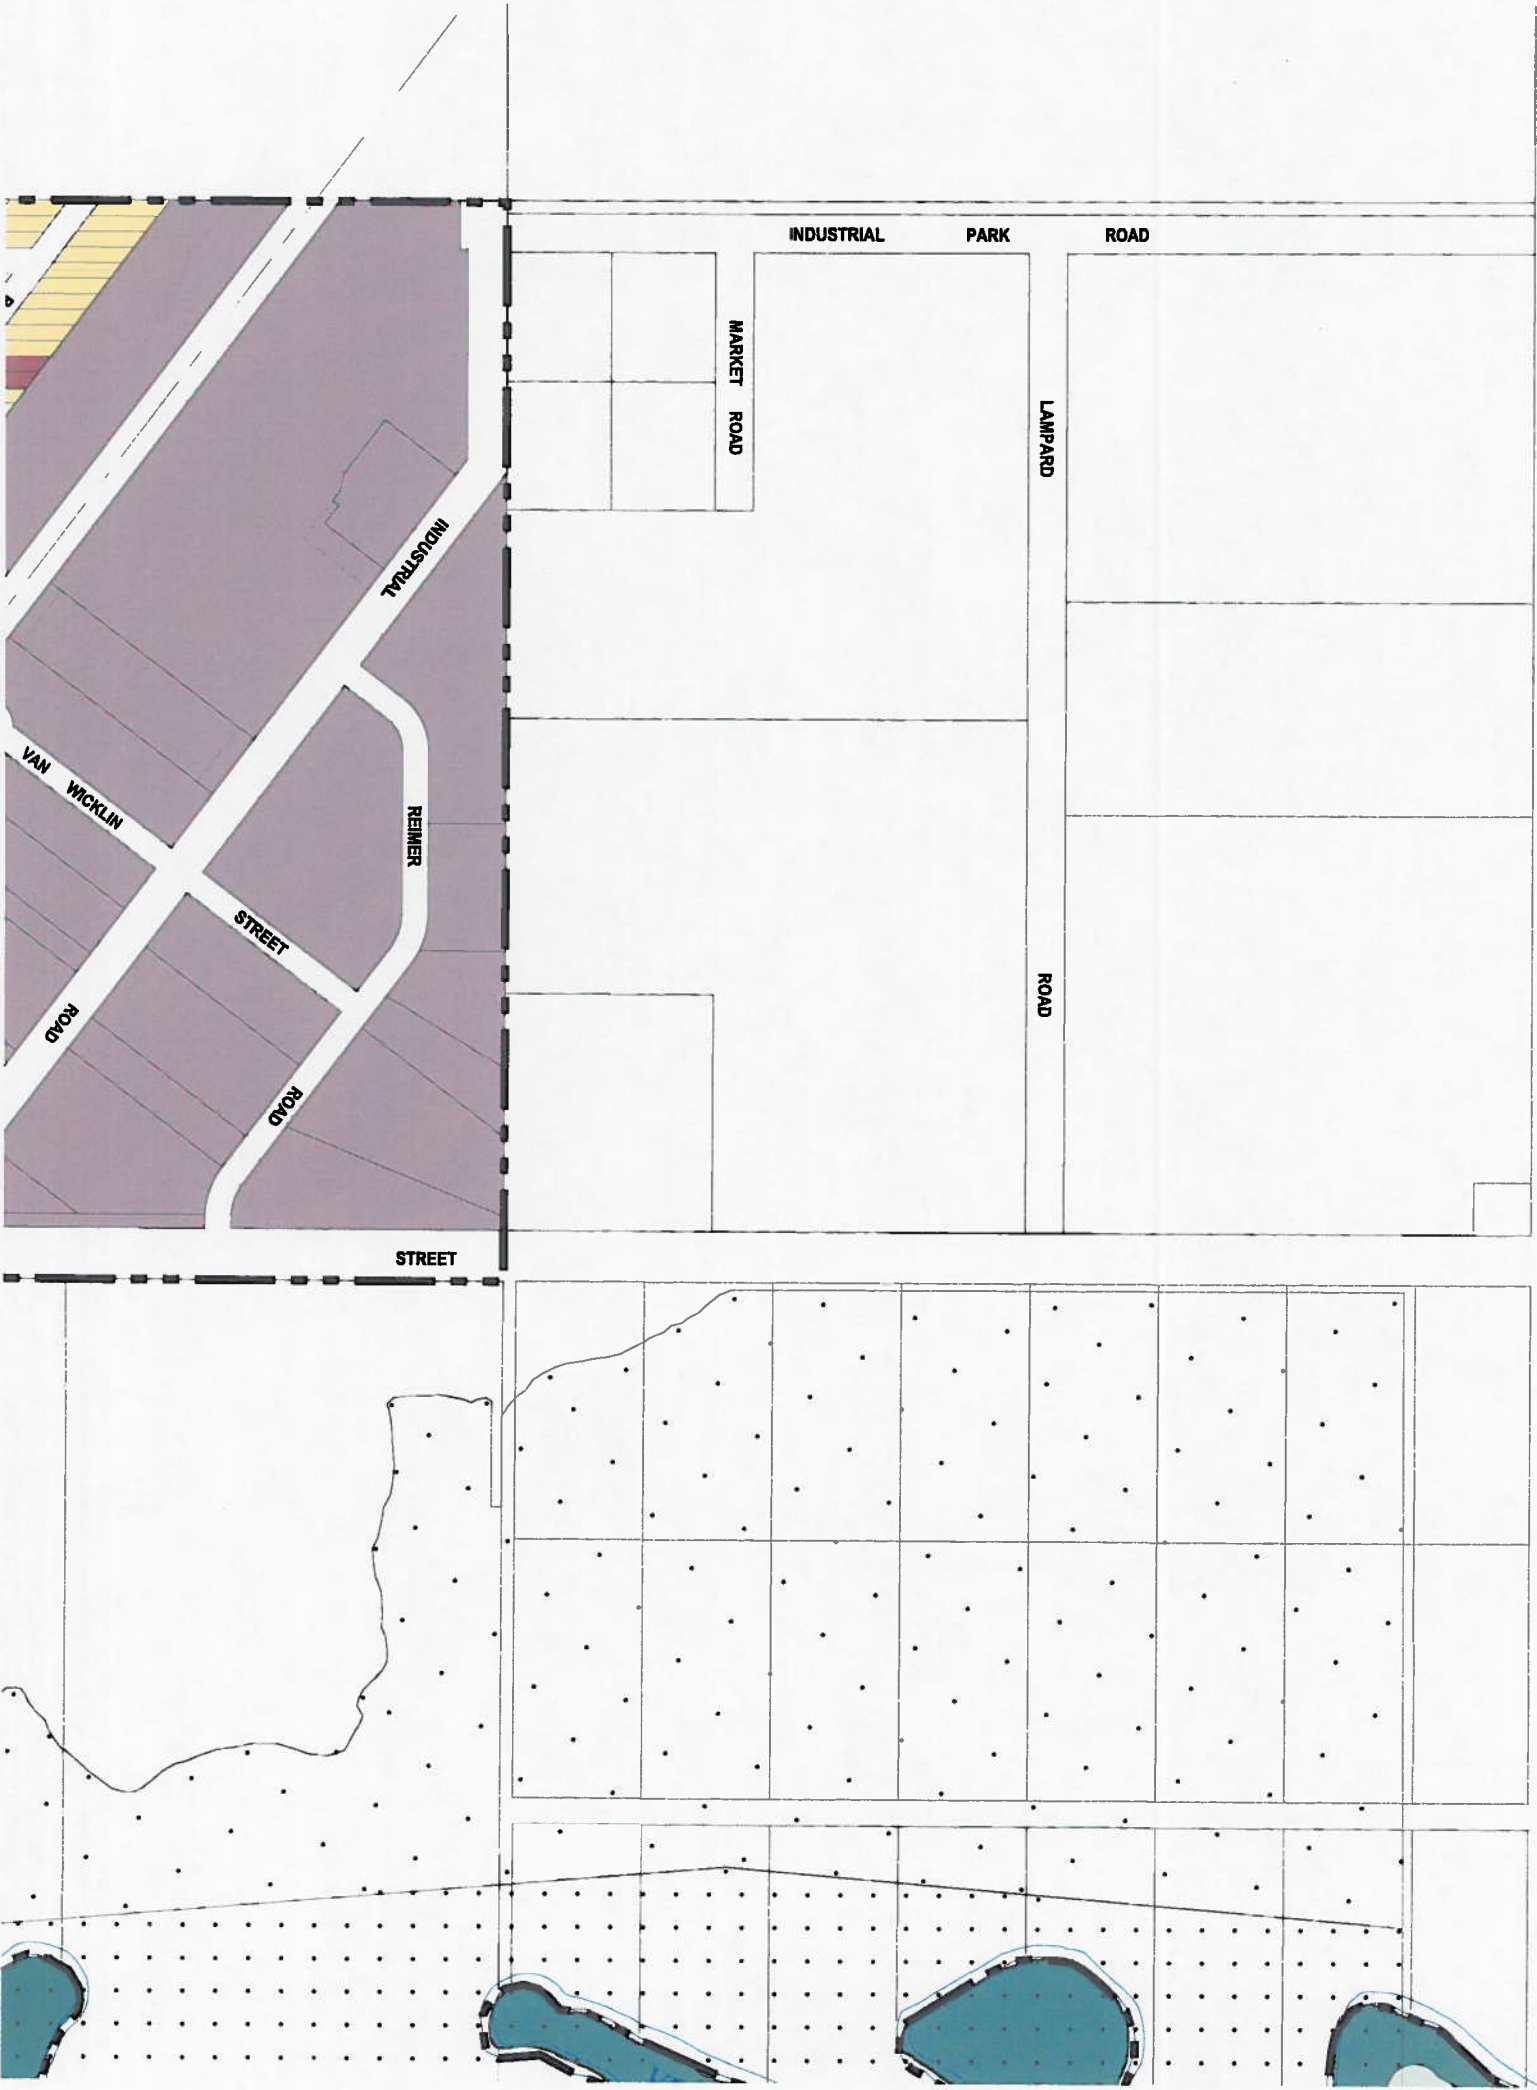 INDUSTRIAL PARK ROAD
MARKET ROAD
LAMPARD ROAD
INDUSTRIAL ROAD
VAN WICKLIN STREET
REIMER ROAD
STREET